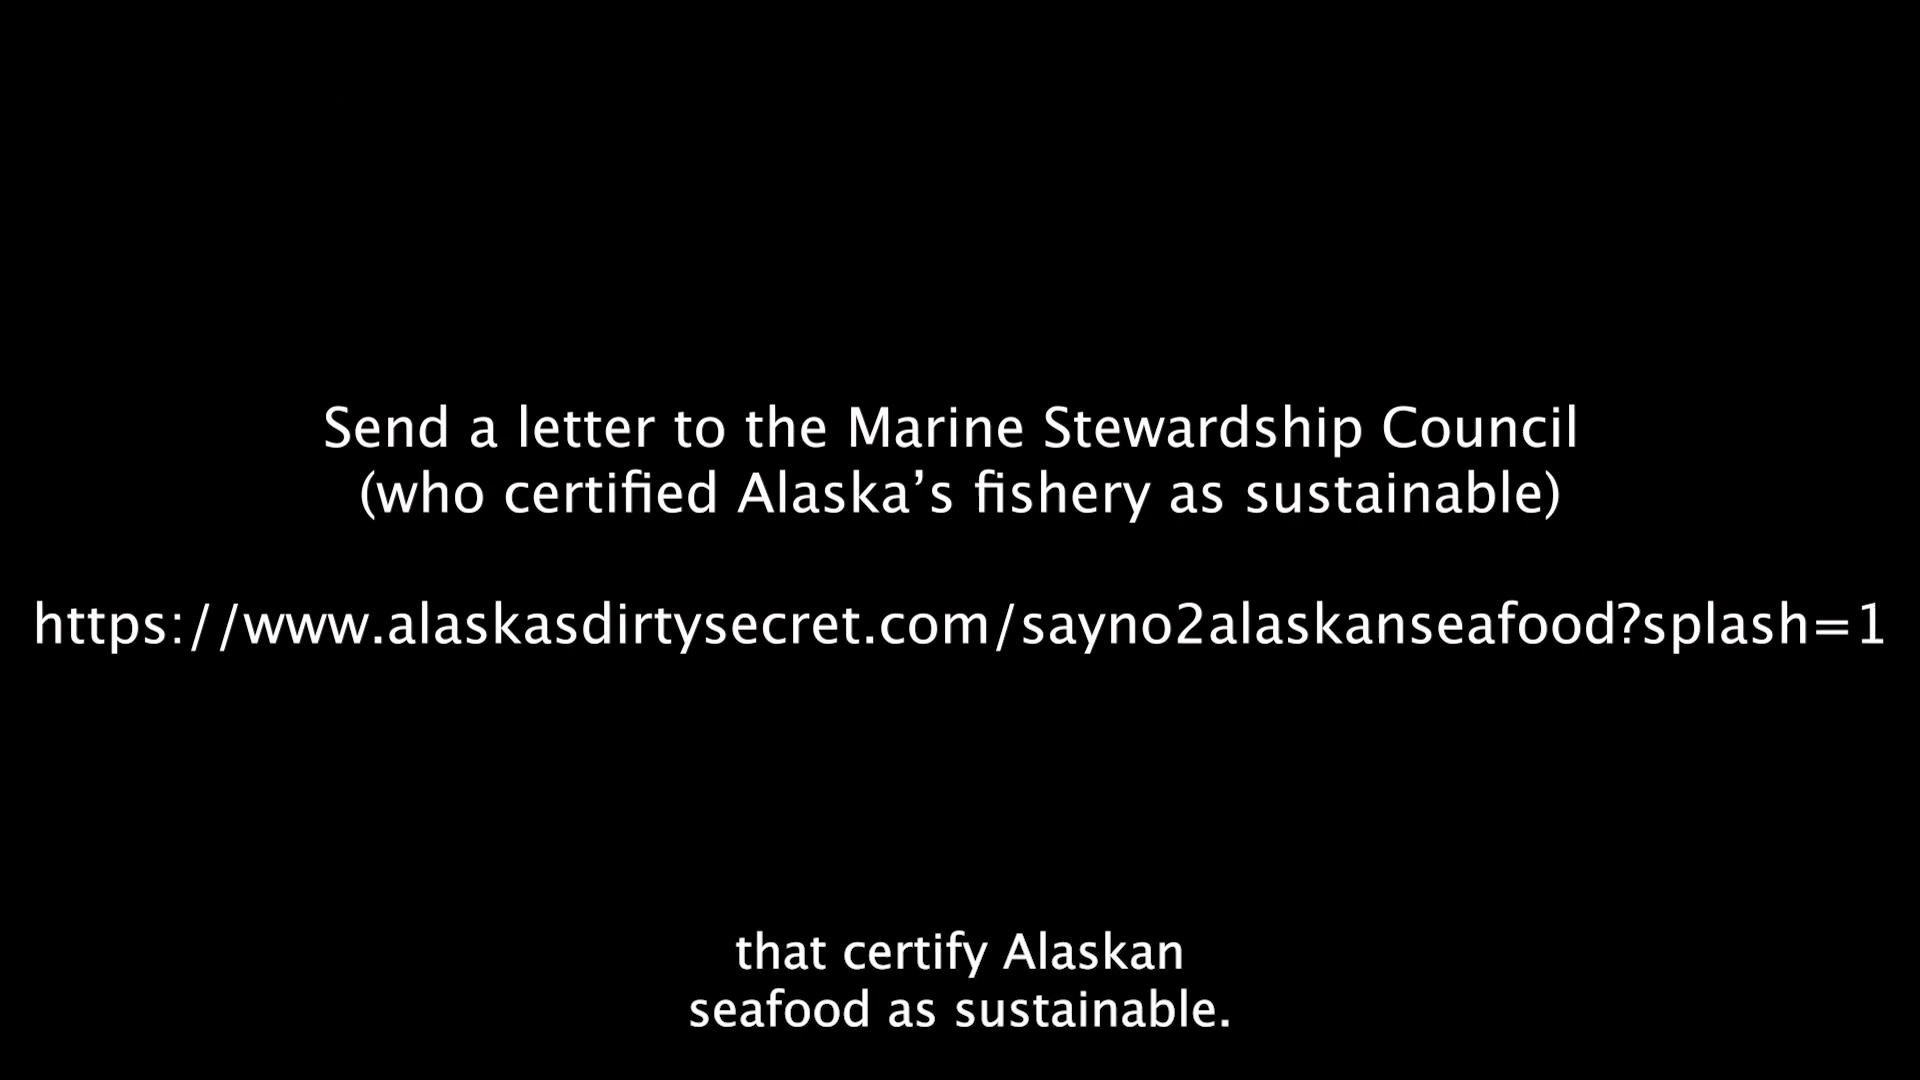 Send a letter to the Marine Stewardship Council
(who certified Alaska’s fishery as sustainable)
https://www.alaskasdirtysecret.com/sayno2alaskanseafood?splash=1
that certify Alaskan
seafood as sustainable.